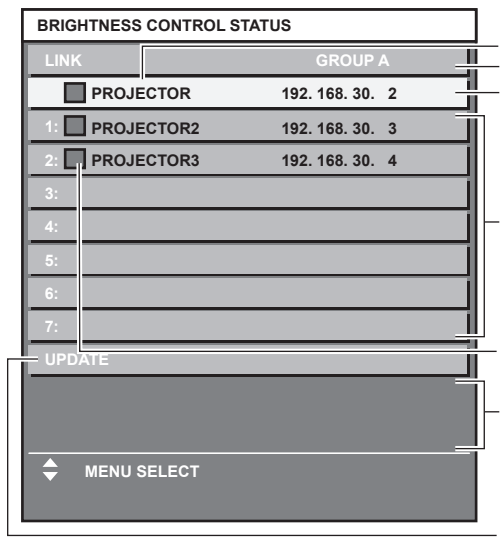 BRIGHTNESS CONTROL STATUS
LINK GROUP A
PROJECTOR 192. 168. 30. 2
1: PROJECTOR2 192. 168. 30. 3
2: PROJECTOR3 192. 168. 30. 4
3:
4:
5:
6:
7:
UPDATE
MENU SELECT